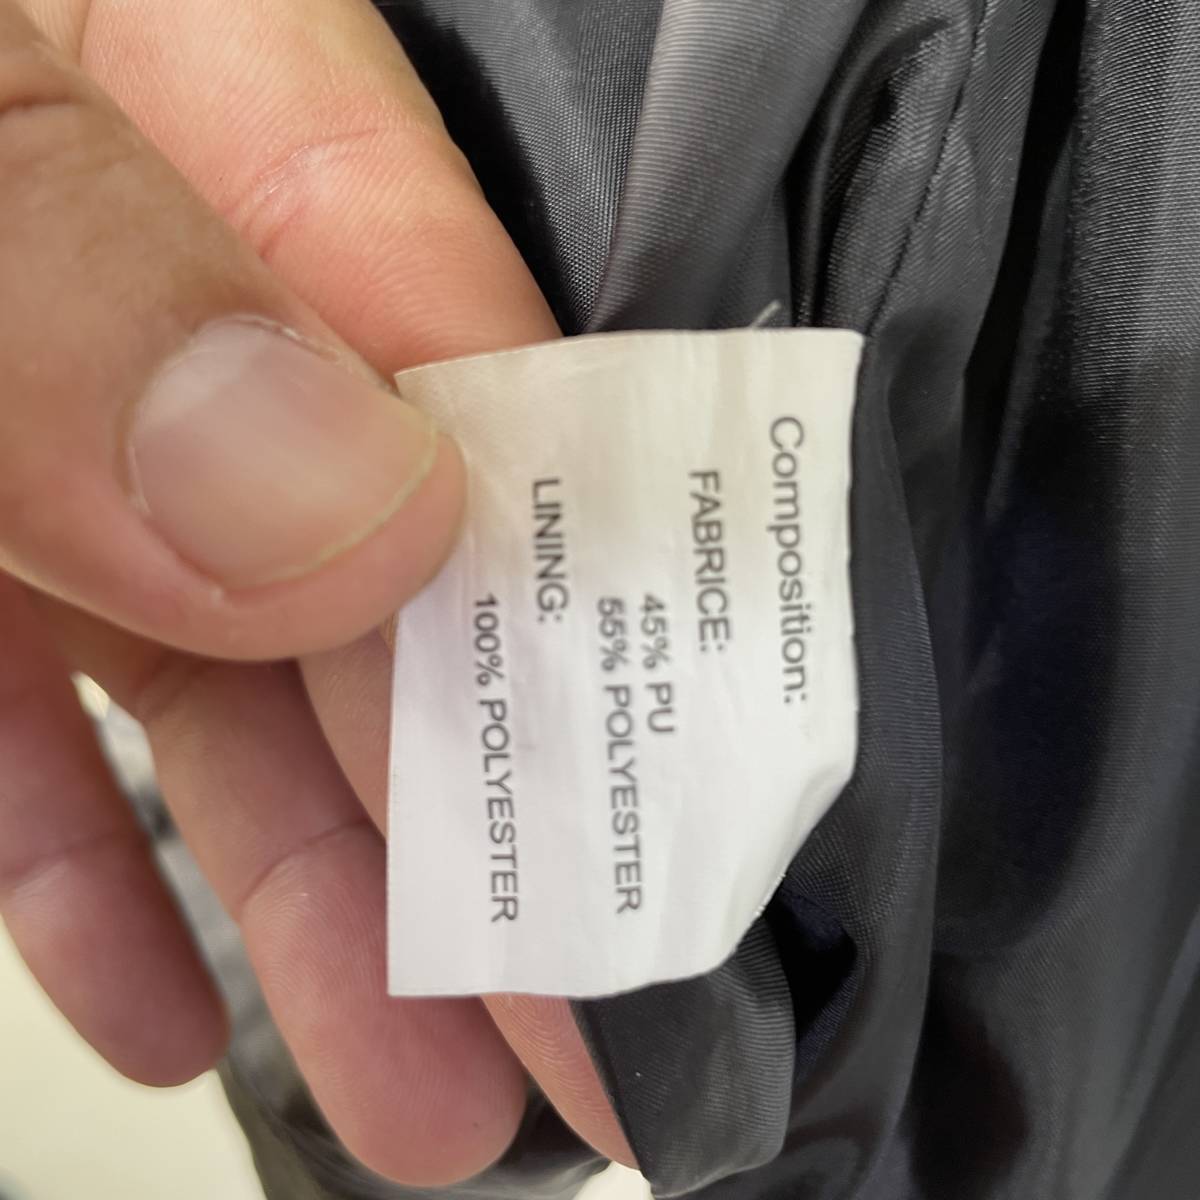 Composition:
FABRICE:
45% PU
55% POLYESTER
LINING:
100% POLYESTER